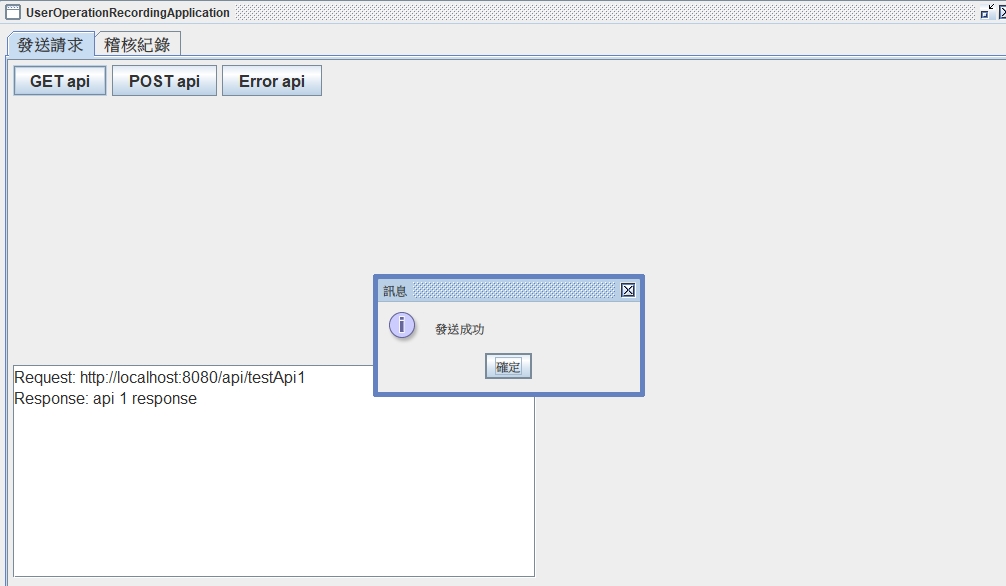 UserOperationRecordingApplication
發送請求 稽核紀錄
GET api POST api Error api
訊息
發送成功
確定
Request: http://localhost:8080/api/testApi1
Response: api 1 response